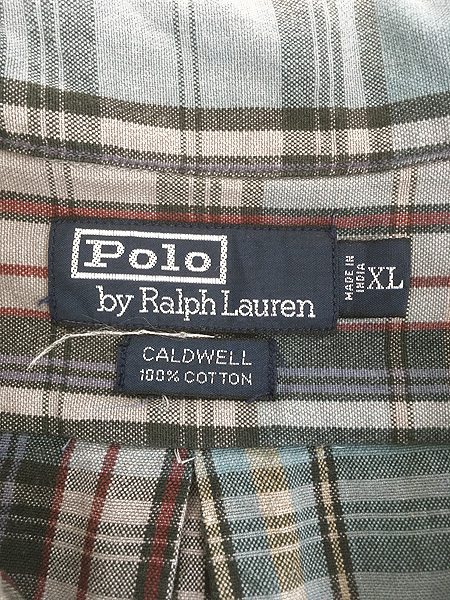 Polo
by Ralph Lauren
MADE IN
INDIA
XL
CALDWELL
100% COTTON